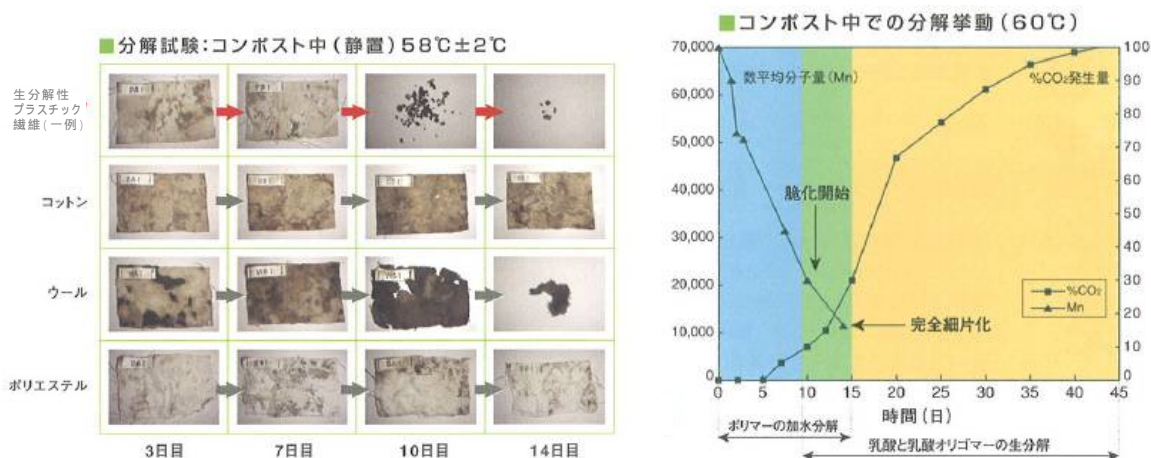 ■分解試験:コンポスト中(静置)58℃±2℃
生分解性
プラスチック
繊維(一例)
コットン
ウール
ポリエステル
3日目
7日目
10日目
14日目
■コンポスト中での分解挙動(60℃)
数平均分子量(Mn)
%CO₂発生量
70,000
60,000
50,000
40,000
30,000
20,000
10,000
0
100
90
80
70
60
50
40
30
20
10
0
脆化開始
完全細片化
%CO₂
Mn
0 5 10 15 20 25 30 35 40 45
時間(日)
ポリマーの加水分解
乳酸と乳酸オリゴマーの生分解